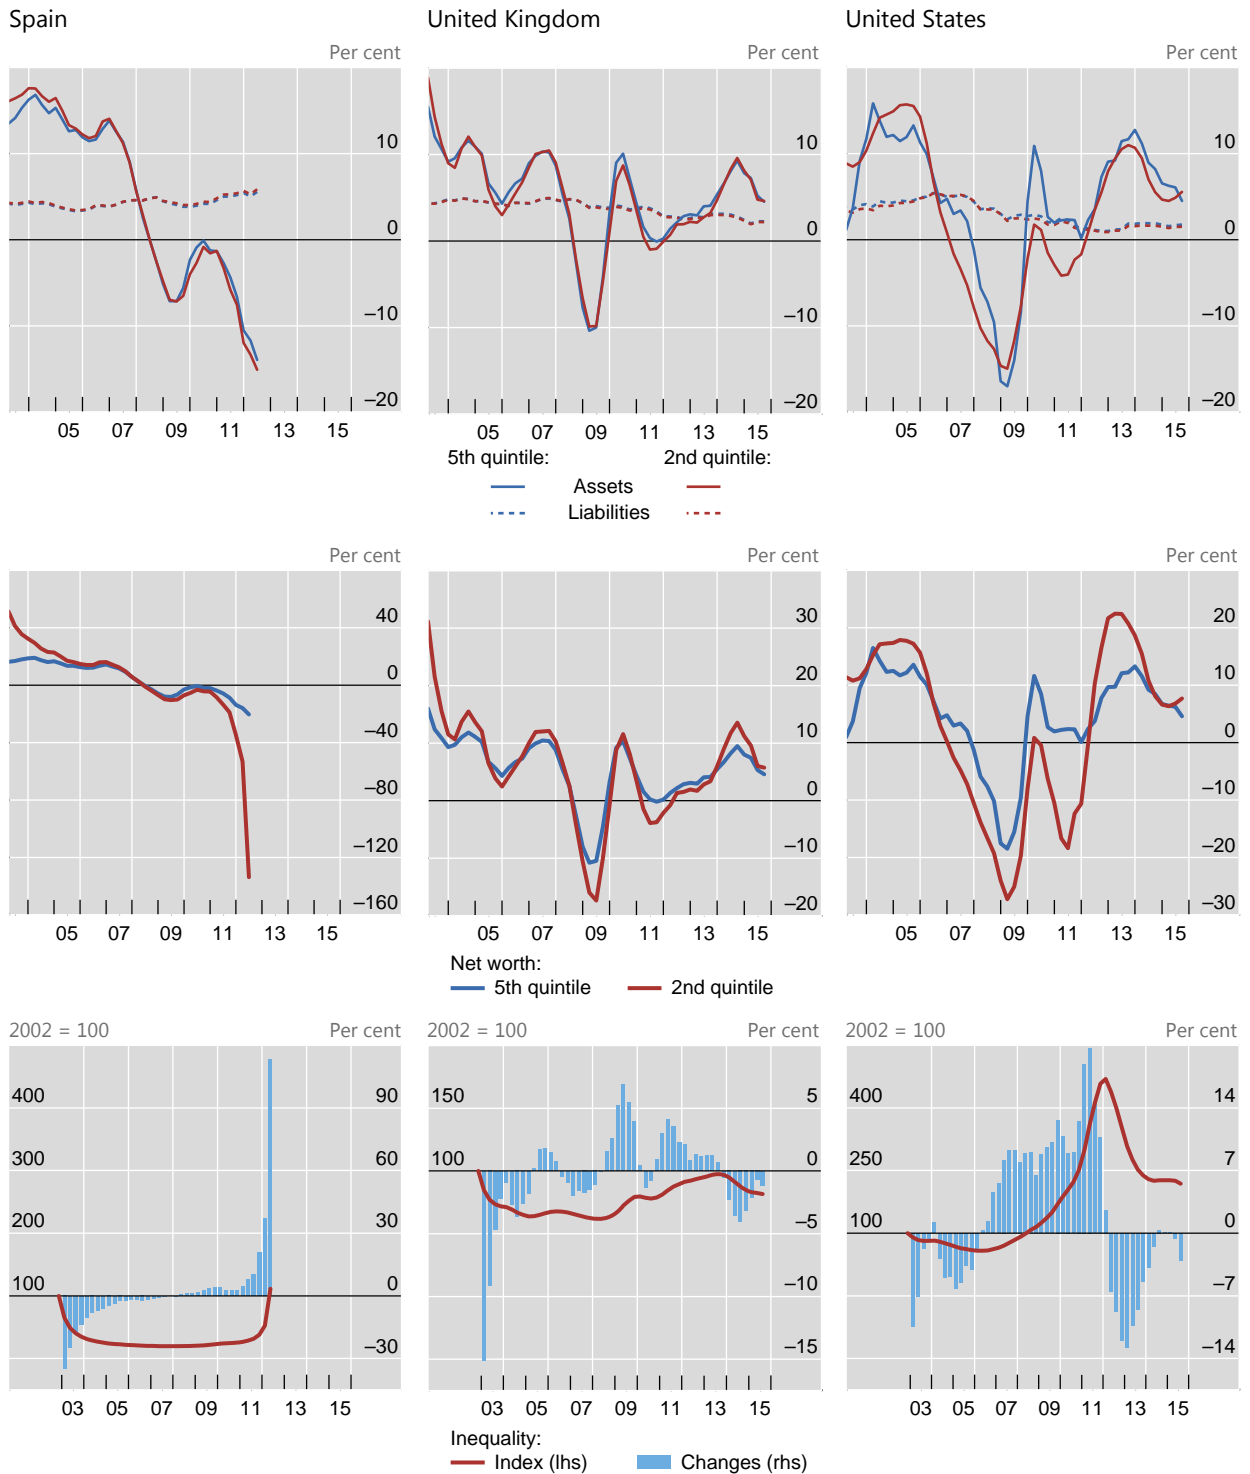 Spain United Kingdom United States
Per cent Per cent Per cent
10 10 10
0 0 0
–10 –10 –10
–20 –20 –20
05 07 09 11 13 15 05 07 09 11 13 15 05 07 09 11 13 15
5th quintile: 2nd quintile:
Assets
Liabilities
Per cent Per cent Per cent
40 30 20
0 20 10
–40 10 0
–80 0 –10
–120 –10 –20
–160 –20 –30
05 07 09 11 13 15 05 07 09 11 13 15 05 07 09 11 13 15
Net worth:
5th quintile 2nd quintile
2002 = 100 Per cent 2002 = 100 Per cent 2002 = 100 Per cent
400 90 150 5 400 14
300 60 100 0 250 7
200 30 –5 100 0
100 0 –10 –7
–30 –15 –14
03 05 07 09 11 13 15 03 05 07 09 11 13 15 03 05 07 09 11 13 15
Inequality:
Index (lhs) Changes (rhs)